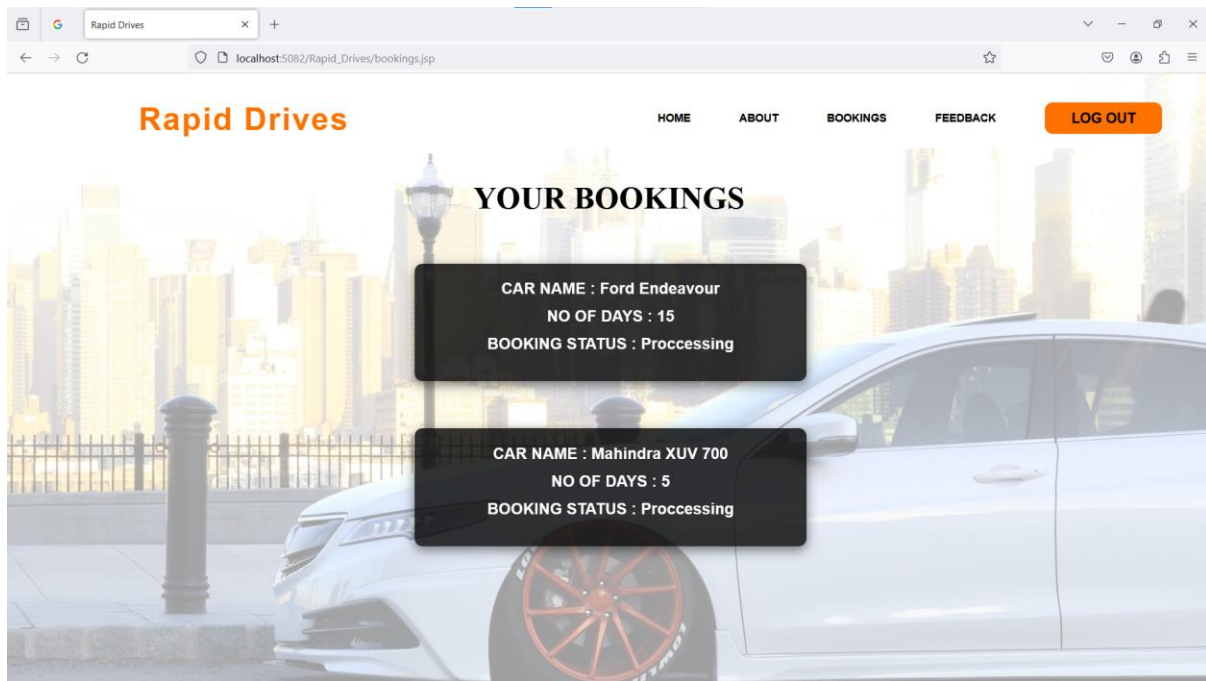 Rapid Drives
localhost:5082/Rapid_Drives/bookings.jsp
Rapid Drives
HOME
ABOUT
BOOKINGS
FEEDBACK
LOG OUT
YOUR BOOKINGS
CAR NAME : Ford Endeavour
NO OF DAYS : 15
BOOKING STATUS : Proccessing
CAR NAME : Mahindra XUV 700
NO OF DAYS : 5
BOOKING STATUS : Proccessing